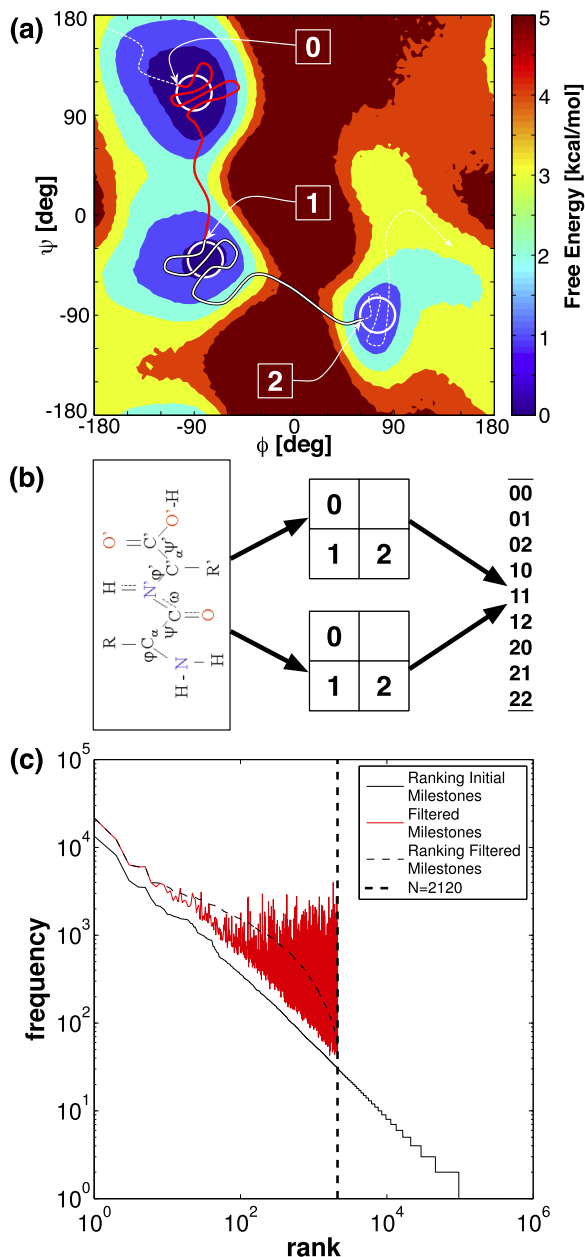 (a)
180
90
0
-90
-180
ψ [deg]
0
1
2
-180
-90
0
90
180
ϕ [deg]
5
4
3
2
1
0
Free Energy [kcal/mol]
(b)
O'
C'
O'-H
ψ'
H
N'
φ'
C'α
R'
ω
C
O
ψ
R
Cα
φ
H - N
H
0
1 2
0
1 2
00
01
02
10
11
12
20
21
22
(c)
10^5
10^4
10^3
10^2
10^1
10^0
frequency
Ranking Initial
Milestones
Filtered
Milestones
Ranking Filtered
Milestones
N=2120
10^0
10^2
10^4
10^6
rank